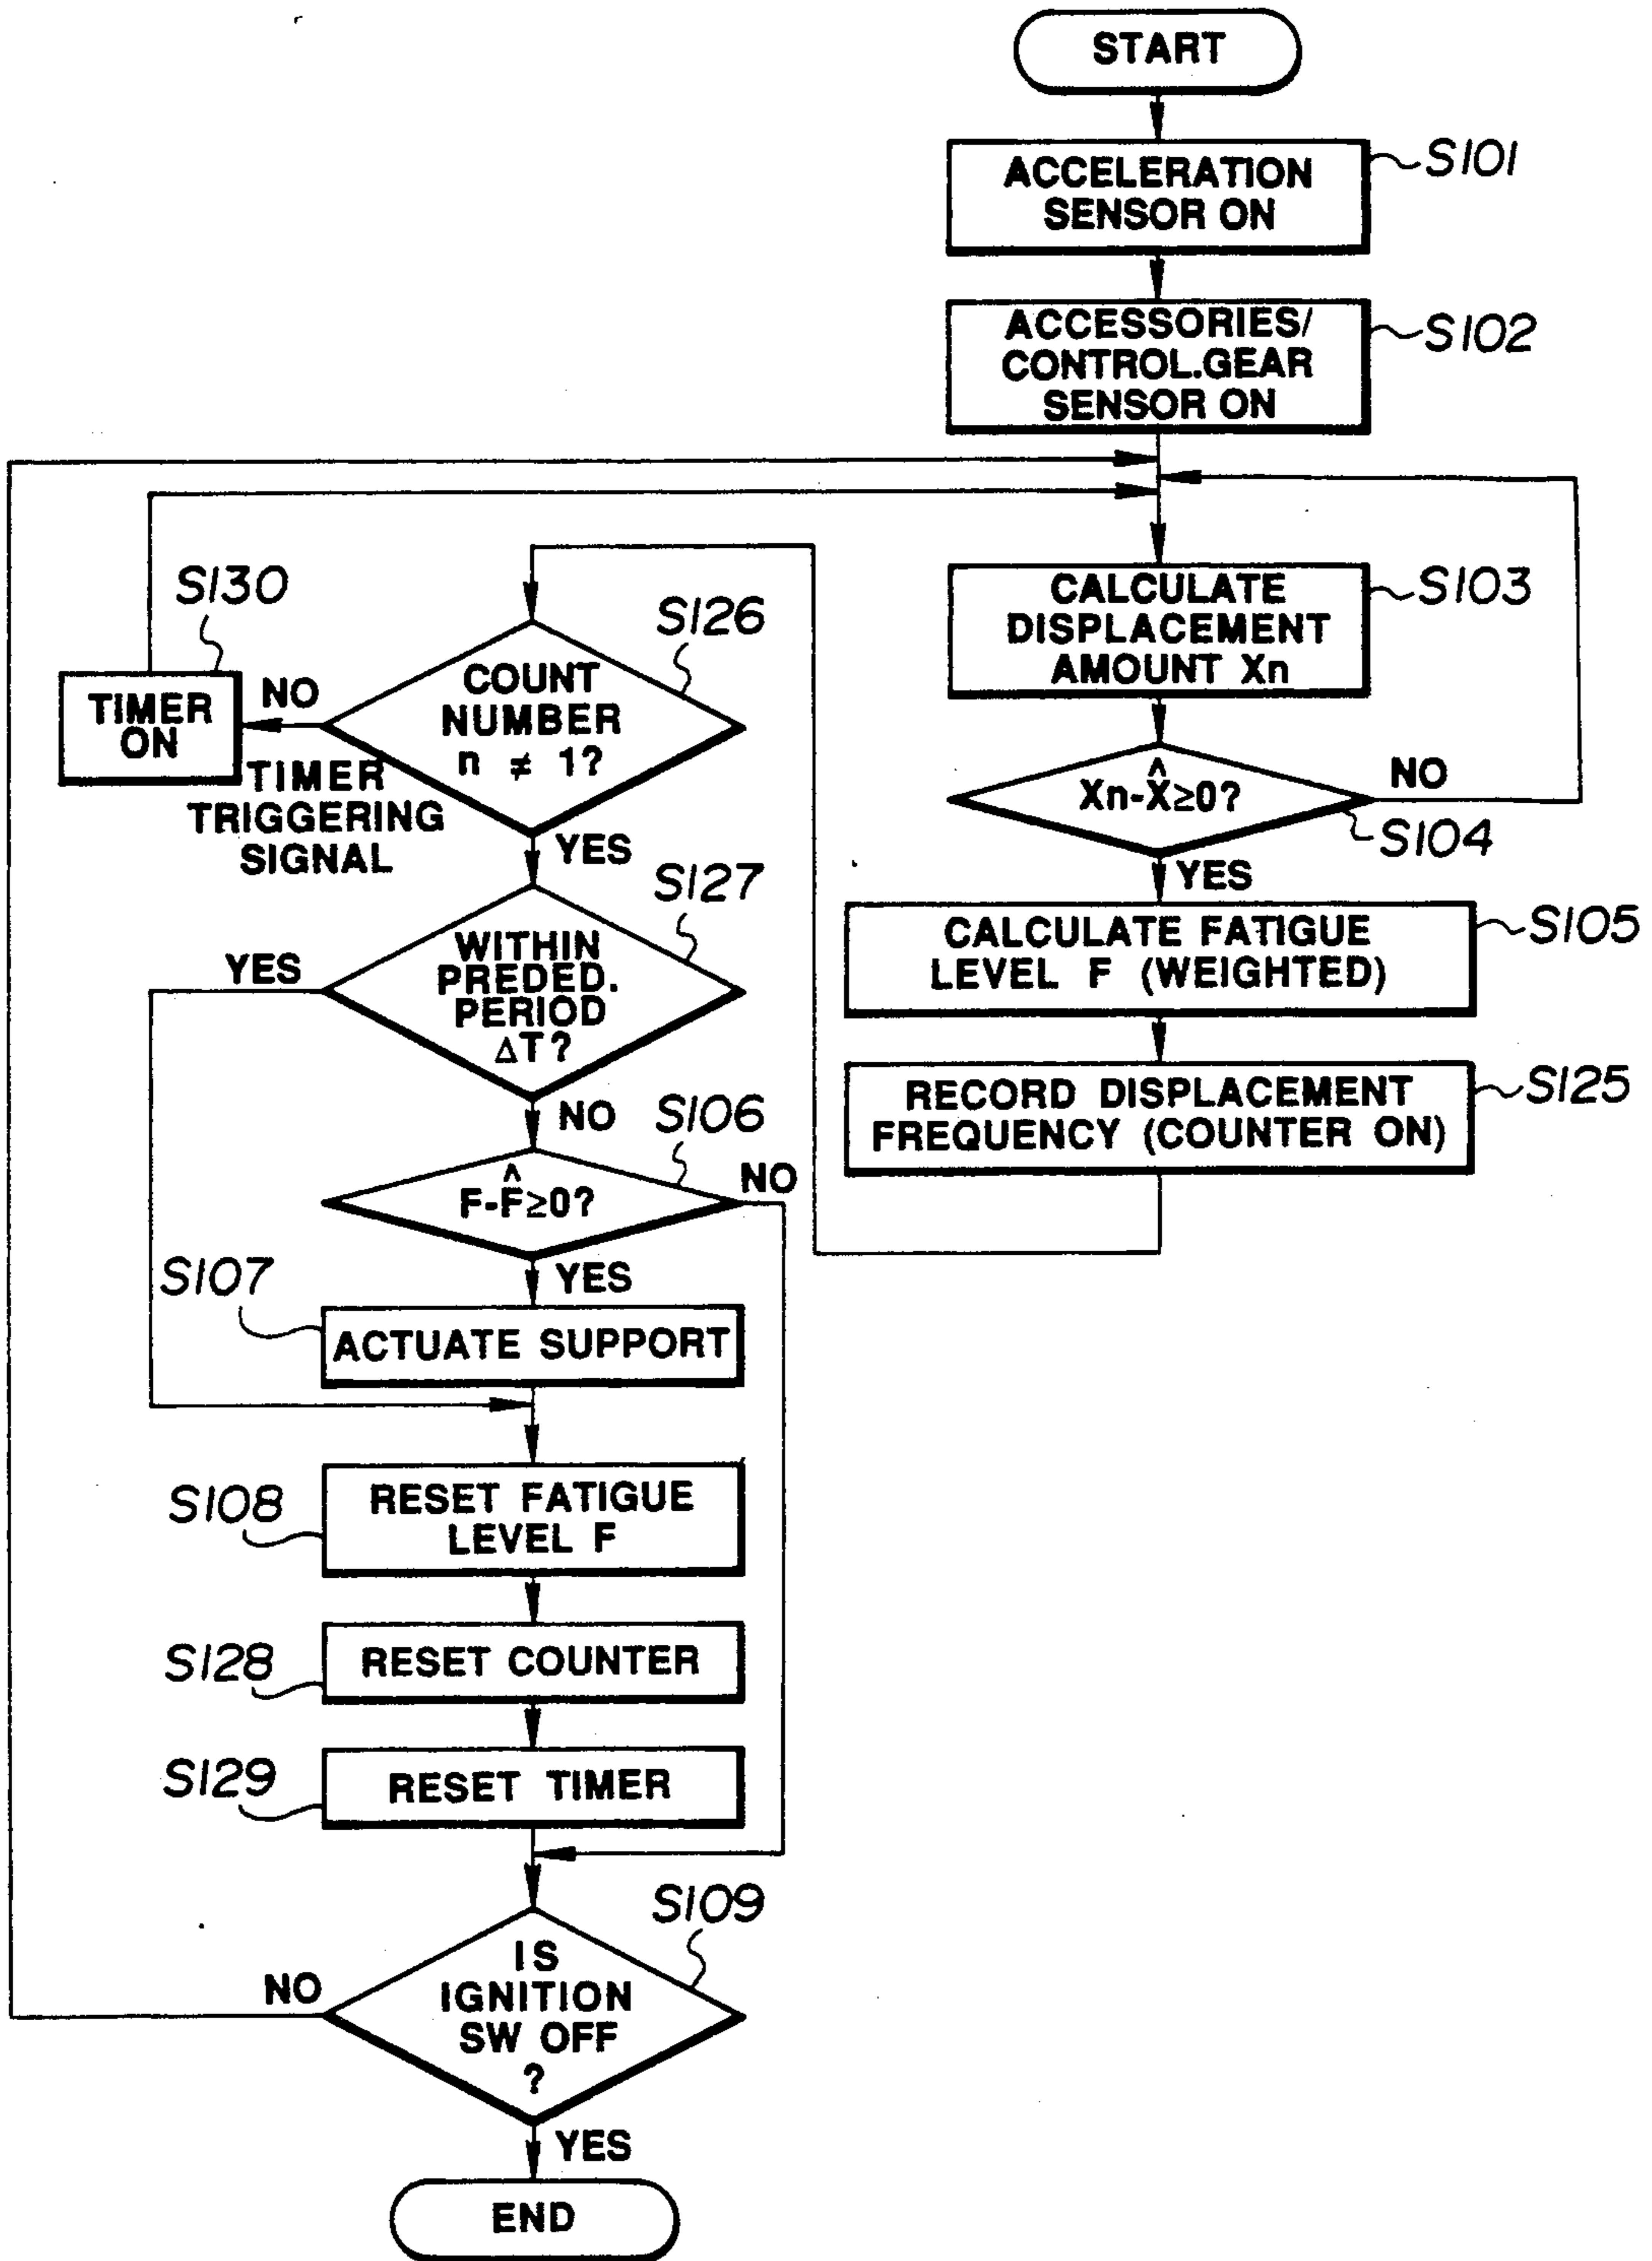 START
ACCELERATION
SENSOR ON
S101
ACCESSORIES/
CONTROL.GEAR
SENSOR ON
S102
CALCULATE
DISPLACEMENT
AMOUNT Xn
S103
Xn-X̂≥0?
NO
S104
YES
CALCULATE FATIGUE
LEVEL F (WEIGHTED)
S105
RECORD DISPLACEMENT
FREQUENCY (COUNTER ON)
S125
COUNT
NUMBER
n ≠ 1?
S126
NO
S130
TIMER
ON
TIMER
TRIGGERING
SIGNAL
YES
WITHIN
PREDED.
PERIOD
ΔT?
S127
YES
NO
F-F̂≥0?
S106
NO
YES
S107
ACTUATE SUPPORT
S108
RESET FATIGUE
LEVEL F
S128
RESET COUNTER
S129
RESET TIMER
IS
IGNITION
SW OFF
?
S109
NO
YES
END